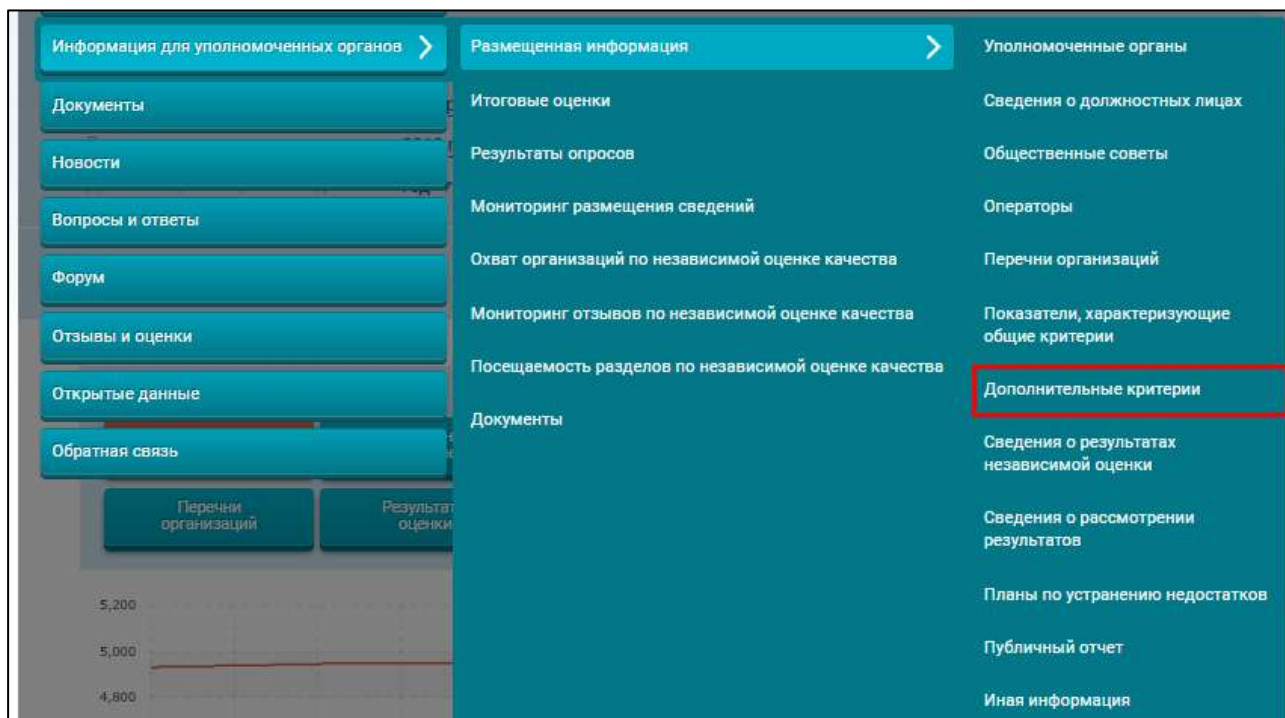 Информация для уполномоченных органов
Документы
Новости
Вопросы и ответы
Форум
Отзывы и оценки
Открытые данные
Обратная связь
Размещенная информация
Итоговые оценки
Результаты опросов
Мониторинг размещения сведений
Охват организаций по независимой оценке качества
Мониторинг отзывов по независимой оценке качества
Посещаемость разделов по независимой оценке качества
Документы
Уполномоченные органы
Сведения о должностных лицах
Общественные советы
Операторы
Перечни организаций
Показатели, характеризующие
общие критерии
Дополнительные критерии
Сведения о результатах
независимой оценки
Сведения о рассмотрении
результатов
Планы по устранению недостатков
Публичный отчет
Иная информация
Перечни
организаций
5,200
5,000
4,800